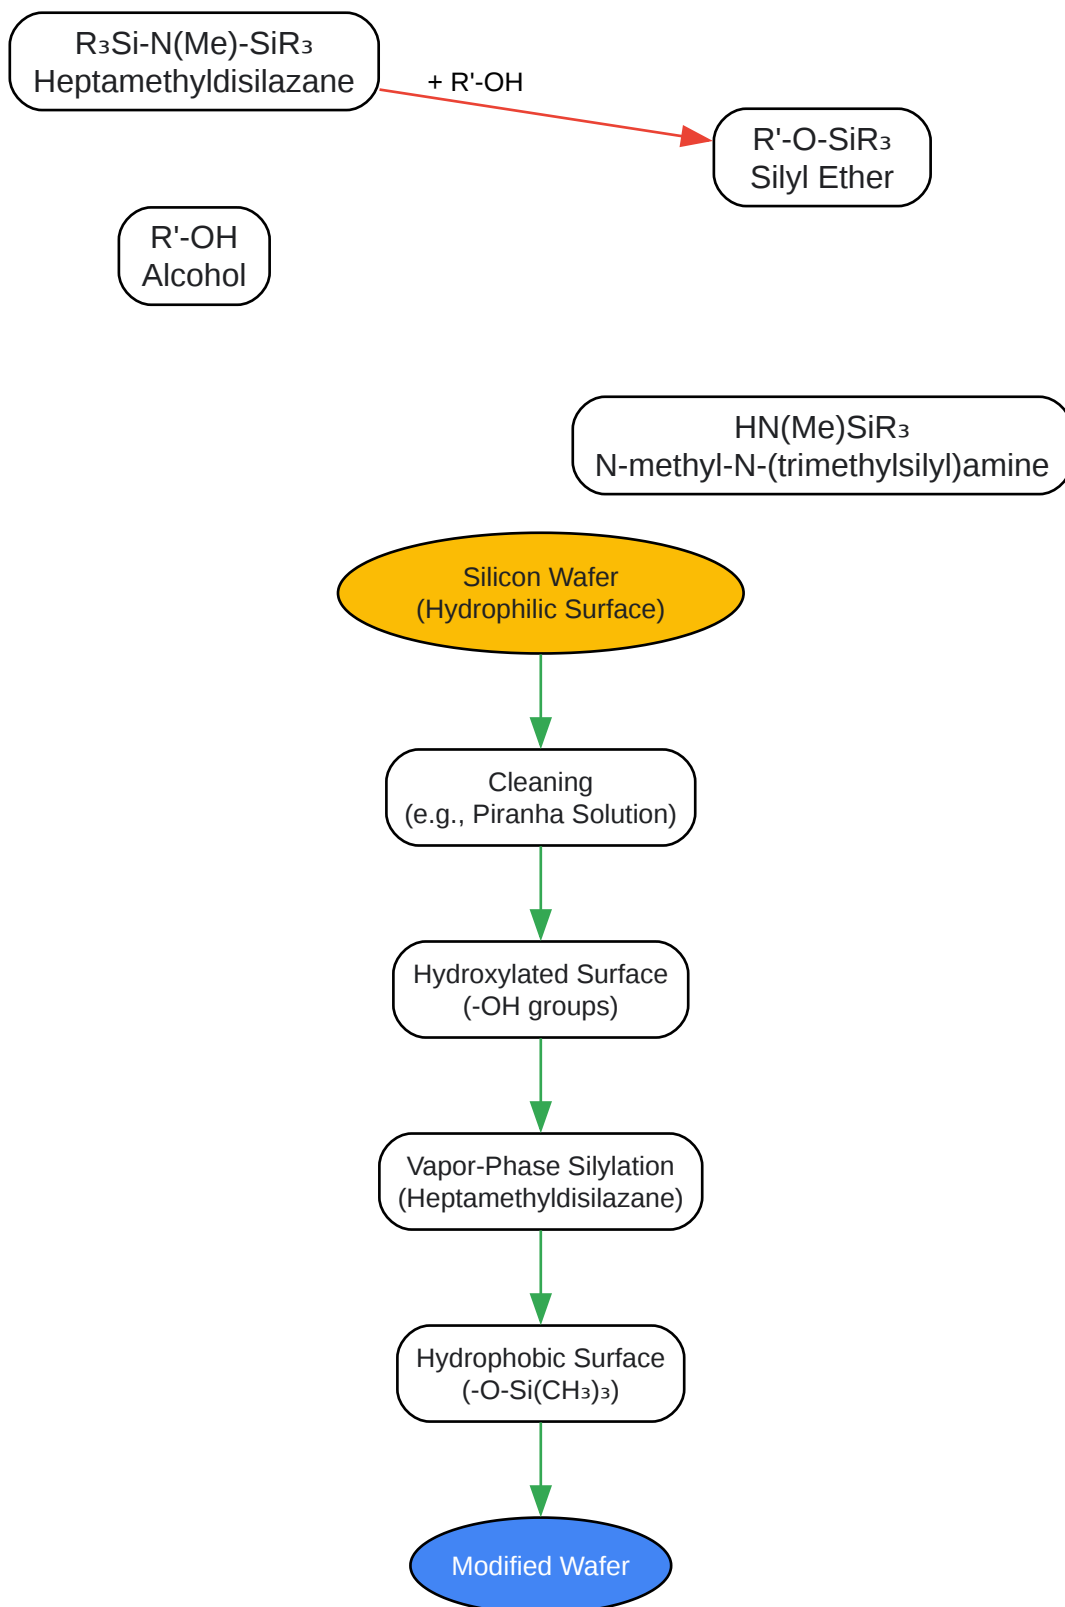 R₃Si-N(Me)-SiR₃
Heptamethyldisilazane
+ R'-OH
R'-O-SiR₃
Silyl Ether
R'-OH
Alcohol
HN(Me)SiR₃
N-methyl-N-(trimethylsilyl)amine
Silicon Wafer
(Hydrophilic Surface)
Cleaning
(e.g., Piranha Solution)
Hydroxylated Surface
(-OH groups)
Vapor-Phase Silylation
(Heptamethyldisilazane)
Hydrophobic Surface
(-O-Si(CH₃)₃)
Modified Wafer